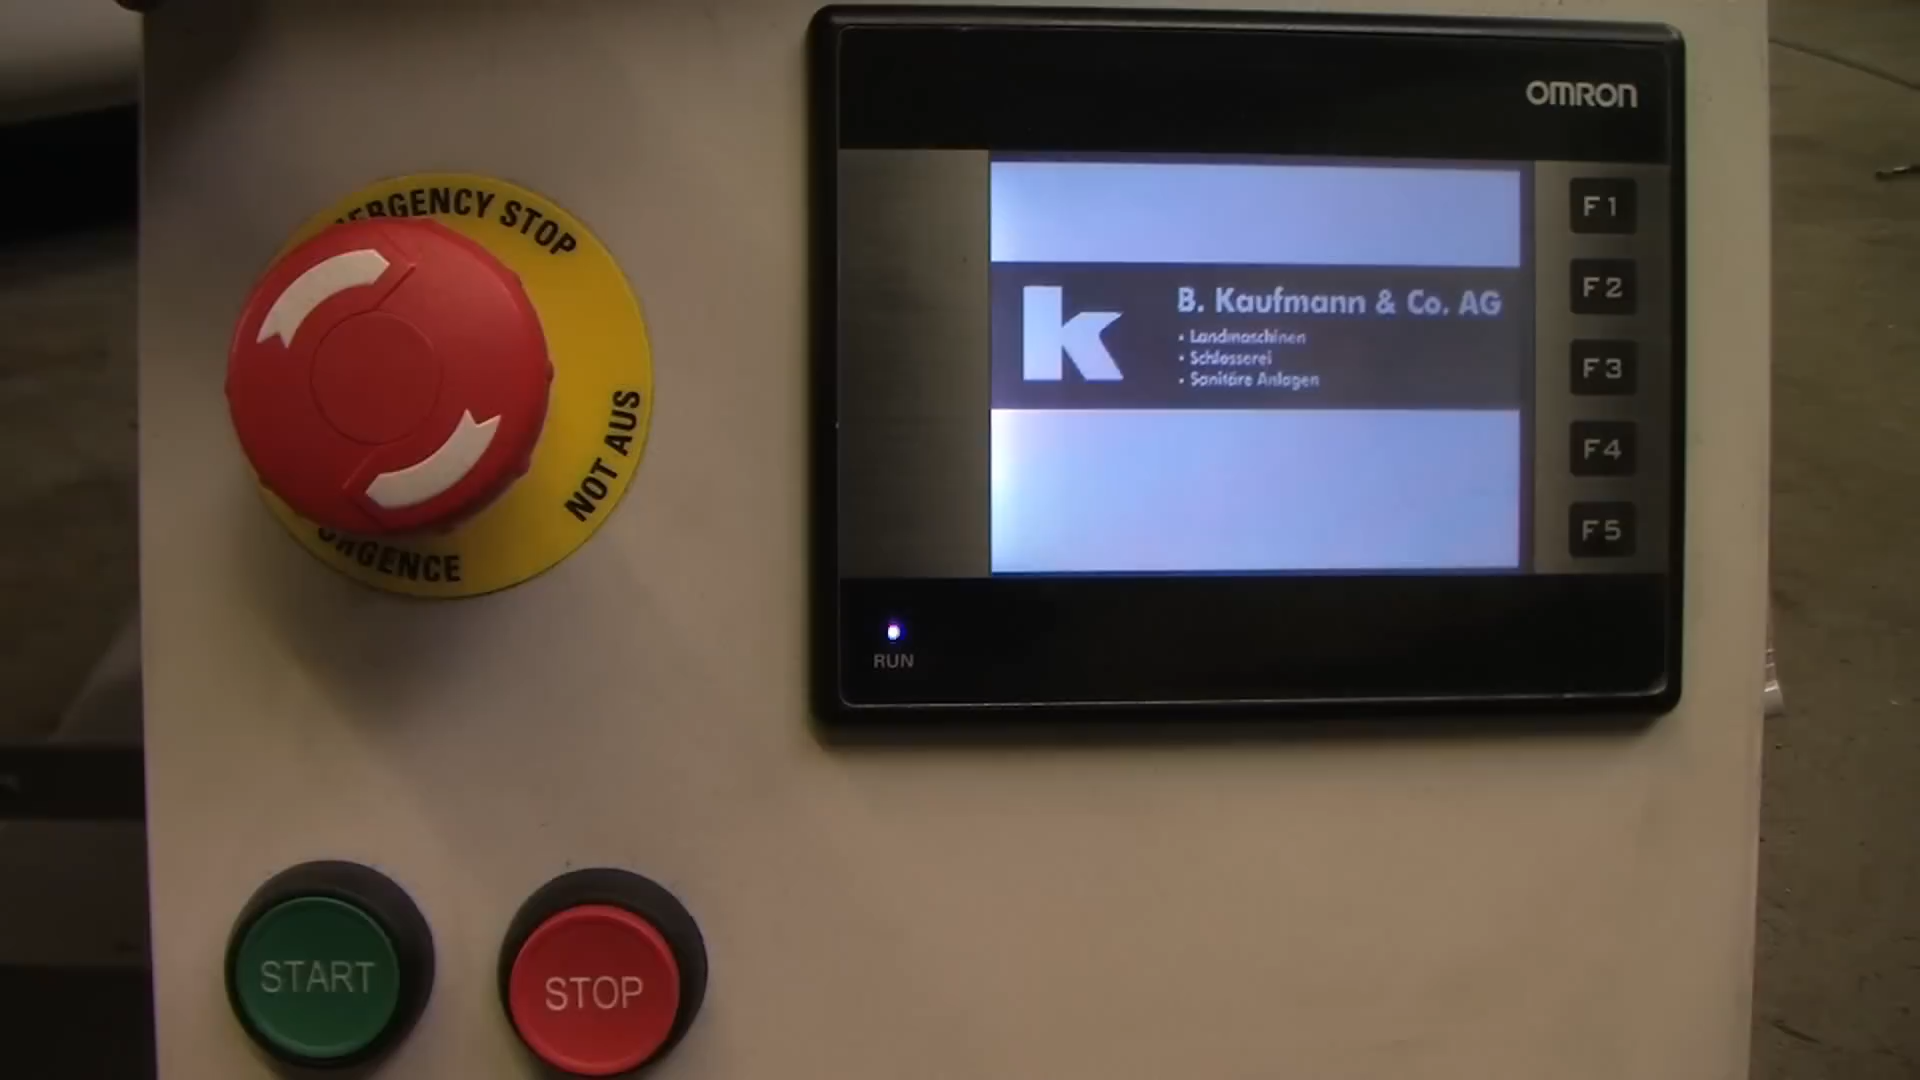 EMERGENCY STOP
NOT AUS
URGENCE
OMRON
B. Kaufmann & Co. AG
• Landmaschinen
• Schlosserei
• Sanitäre Anlagen
k
F1
F2
F3
F4
F5
RUN
START
STOP